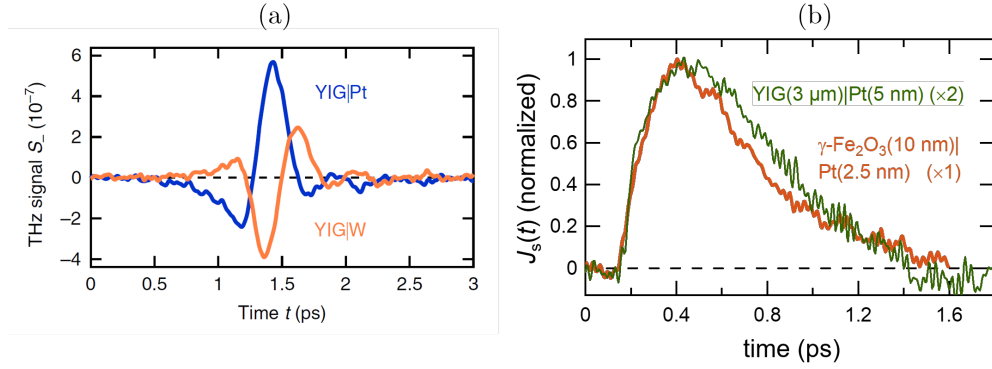 (a)
THz signal S_ (10⁻⁷)
6
4
2
0
−2
−4
YIG|Pt
YIG|W
0 0.5 1.0 1.5 2.0 2.5 3
Time t (ps)
(b)
Jₛ(t) (normalized)
1
0.8
0.6
0.4
0.2
0
YIG(3 µm)|Pt(5 nm) (×2)
γ-Fe₂O₃(10 nm)|
Pt(2.5 nm) (×1)
0 0.4 0.8 1.2 1.6
time (ps)